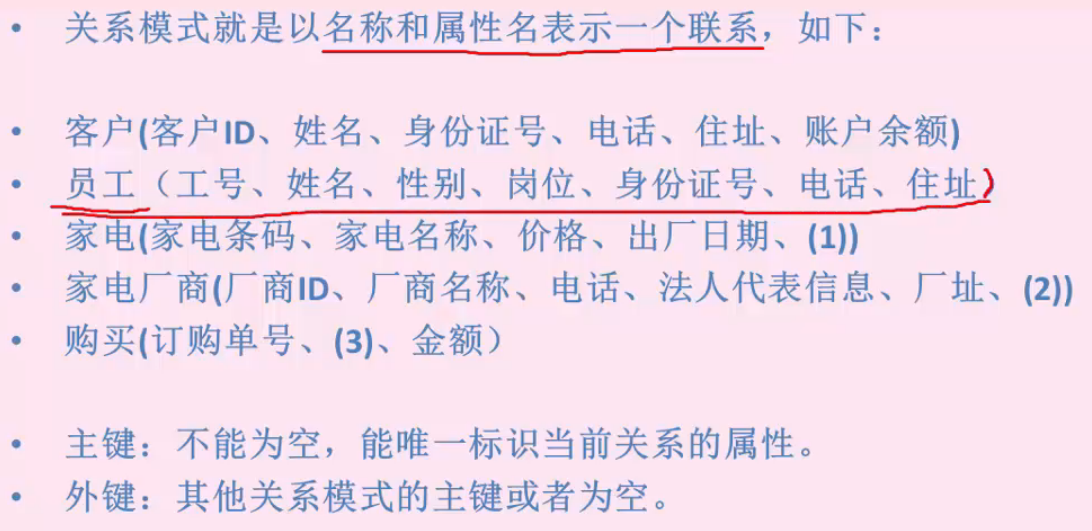 • 关系模式就是以名称和属性名表示一个联系，如下：
• 客户(客户ID、姓名、身份证号、电话、住址、账户余额)
• 员工（工号、姓名、性别、岗位、身份证号、电话、住址）
• 家电(家电条码、家电名称、价格、出厂日期、(1))
• 家电厂商(厂商ID、厂商名称、电话、法人代表信息、厂址、(2))
• 购买(订购单号、(3)、金额）
• 主键：不能为空，能唯一标识当前关系的属性。
• 外键：其他关系模式的主键或者为空。